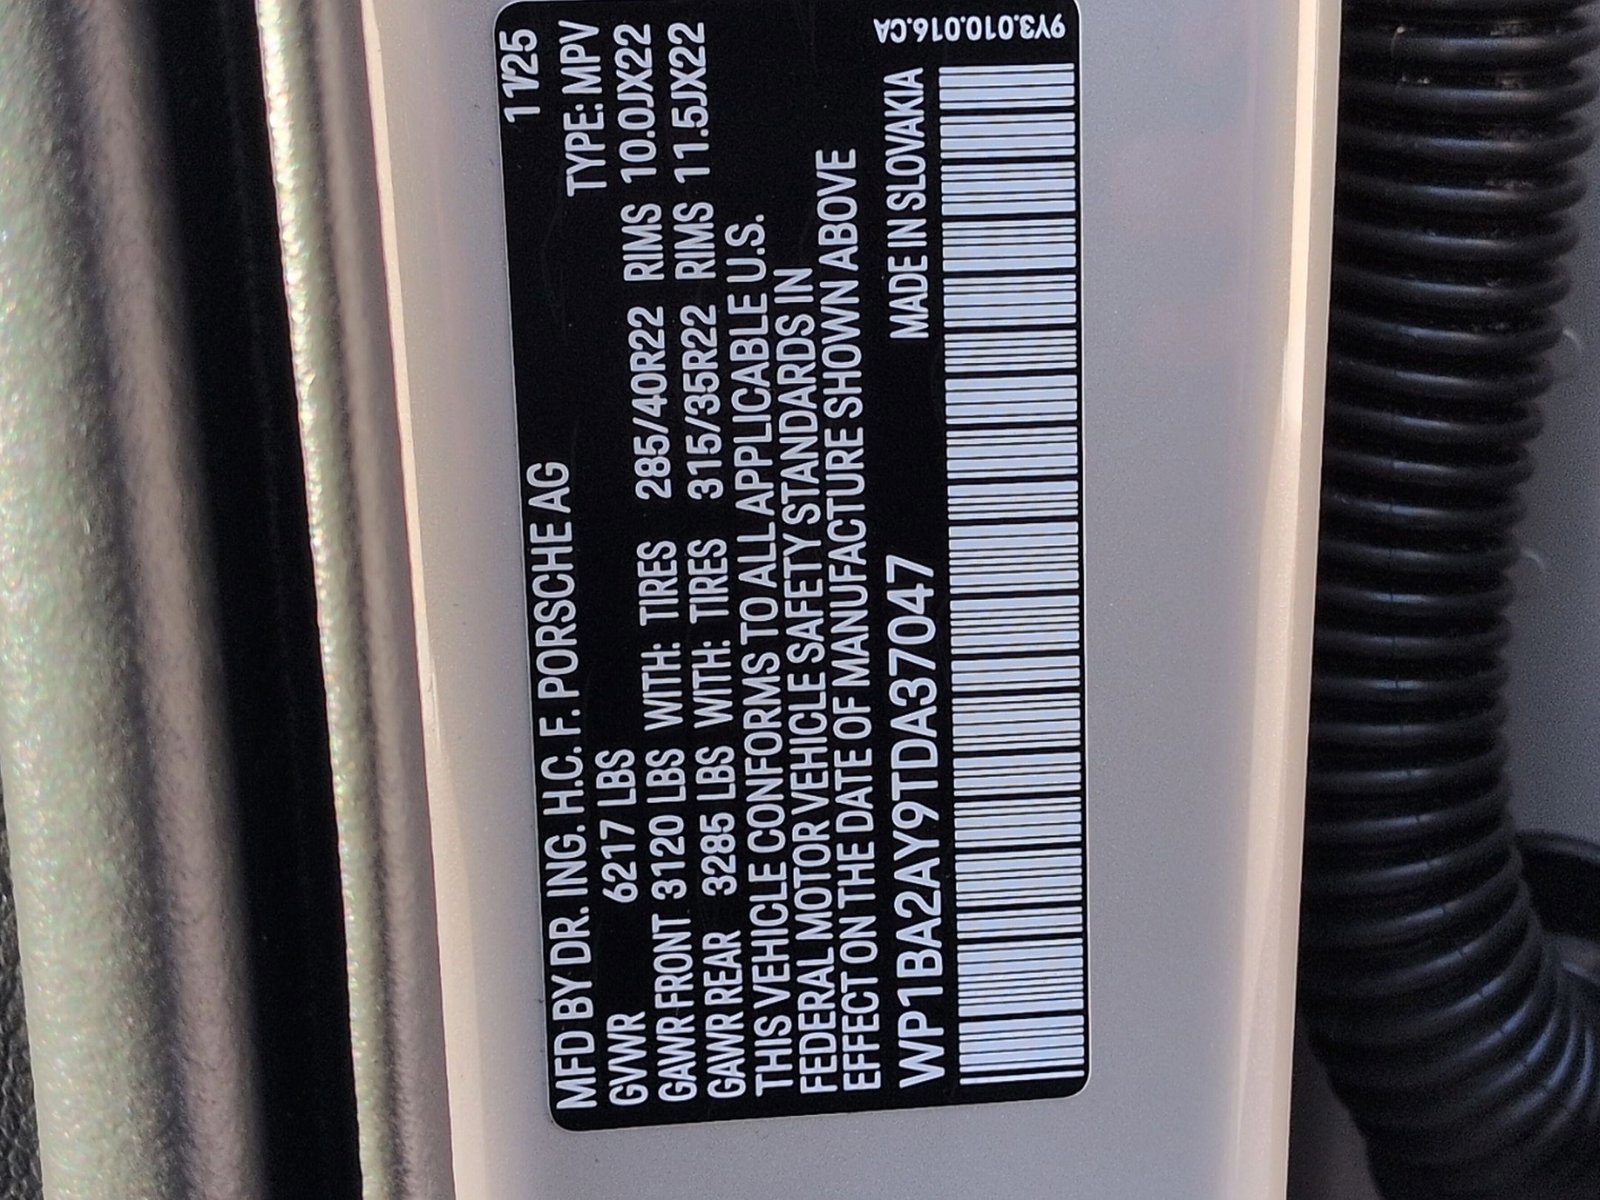 MFD BY DR. ING. H.C. F. PORSCHE AG 11/25
GVWR 6217 LBS TYPE: MPV
GAWR FRONT 3120 LBS WITH: TIRES 285/40R22 RIMS 10.0JX22
GAWR REAR 3285 LBS WITH: TIRES 315/35R22 RIMS 11.5JX22
THIS VEHICLE CONFORMS TO ALL APPLICABLE U.S.
FEDERAL MOTOR VEHICLE SAFETY STANDARDS IN
EFFECT ON THE DATE OF MANUFACTURE SHOWN ABOVE
WP1BA2AY9TDA37047 MADE IN SLOVAKIA
9Y3.010.016.CA